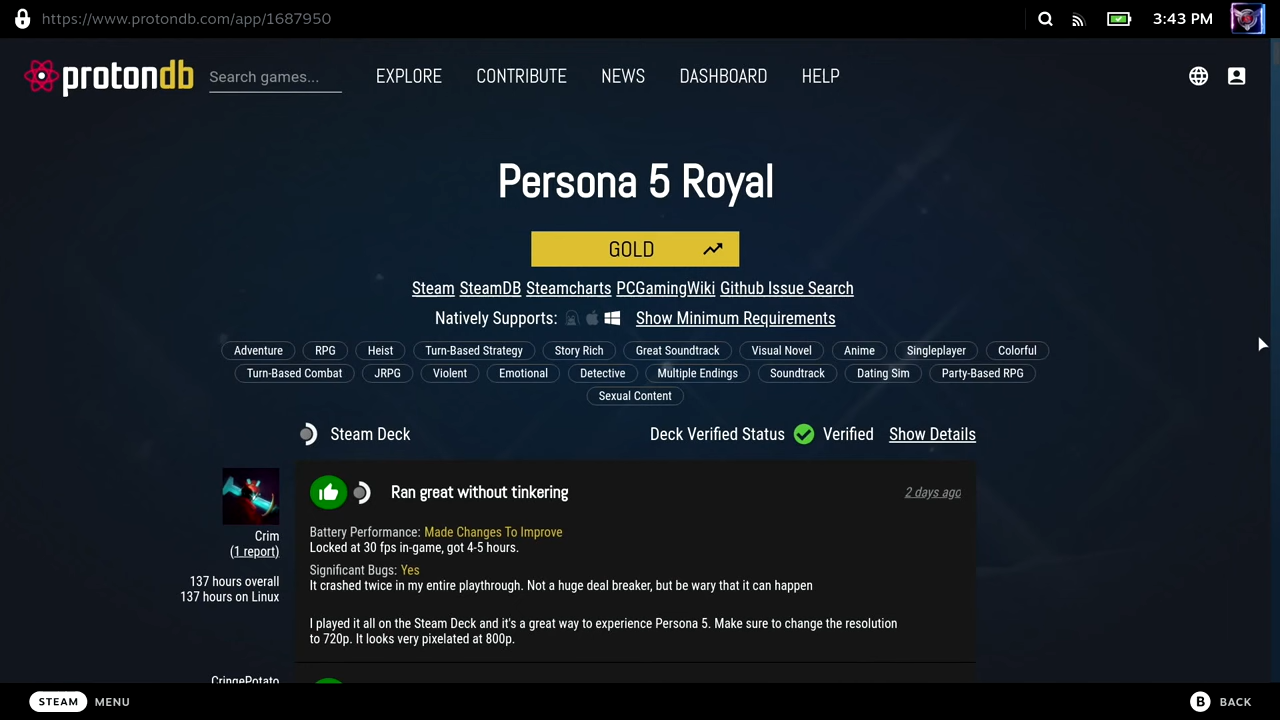 https://www.protondb.com/app/1687950
3:43 PM
protondb
Search games...
EXPLORE
CONTRIBUTE
NEWS
DASHBOARD
HELP
Persona 5 Royal
GOLD
Steam SteamDB Steamcharts PCGamingWiki Github Issue Search
Natively Supports: Show Minimum Requirements
Adventure RPG Heist Turn-Based Strategy Story Rich Great Soundtrack Visual Novel Anime Singleplayer Colorful
Turn-Based Combat JRPG Violent Emotional Detective Multiple Endings Soundtrack Dating Sim Party-Based RPG
Sexual Content
Steam Deck
Deck Verified Status Verified Show Details
Crim
(1 report)
137 hours overall
137 hours on Linux
Ran great without tinkering
2 days ago
Battery Performance: Made Changes To Improve
Locked at 30 fps in-game, got 4-5 hours.
Significant Bugs: Yes
It crashed twice in my entire playthrough. Not a huge deal breaker, but be wary that it can happen
I played it all on the Steam Deck and it's a great way to experience Persona 5. Make sure to change the resolution
to 720p. It looks very pixelated at 800p.
CringePotato
STEAM MENU
B BACK